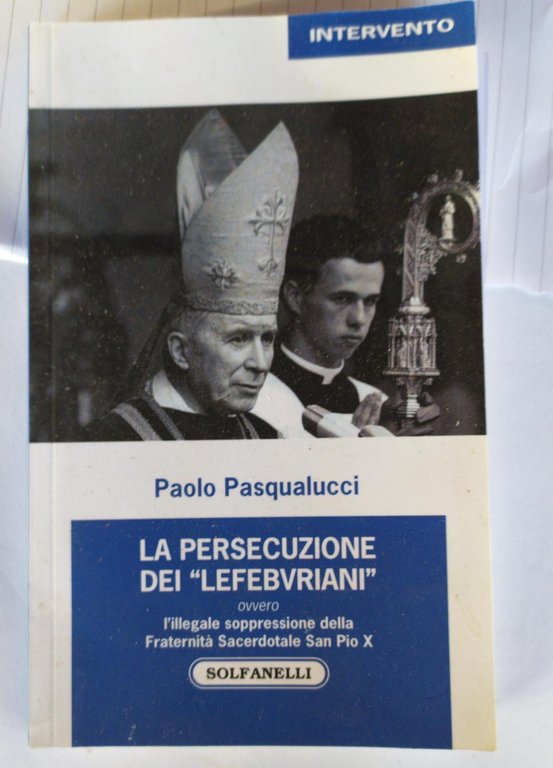 INTERVENTO
Paolo Pasqualucci
LA PERSECUZIONE
DEI “LEFEBVRIANI”
ovvero
l'illegale soppressione della
Fraternità Sacerdotale San Pio X
SOLFANELLI